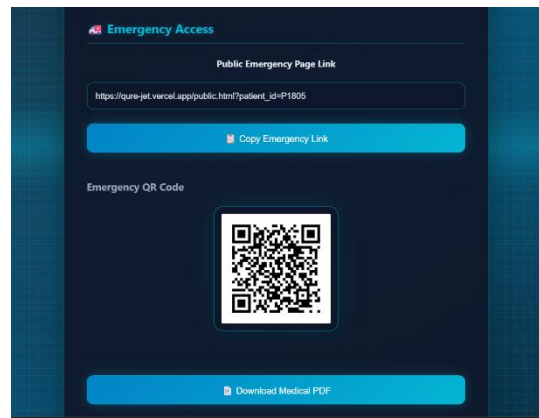 Emergency Access
Public Emergency Page Link
https://qure-jet.vercel.app/public.html?patient_id=P1805
Copy Emergency Link
Emergency QR Code
Download Medical PDF